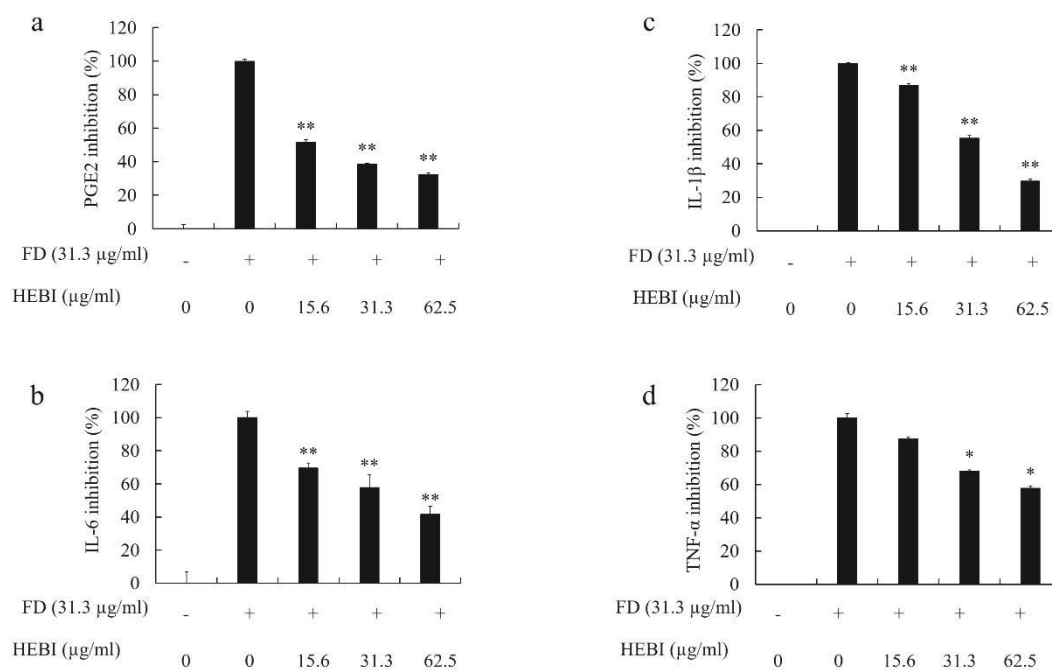 a
PGE2 inhibition (%)
120
100
80
60
40
20
0
** ** **
FD (31.3 µg/ml) - + + + +
HEBI (µg/ml) 0 0 15.6 31.3 62.5
c
IL-1β inhibition (%)
120
100
80
60
40
20
0
** ** **
FD (31.3 µg/ml) - + + + +
HEBI (µg/ml) 0 0 15.6 31.3 62.5
b
IL-6 inhibition (%)
120
100
80
60
40
20
0
** ** **
FD (31.3 µg/ml) - + + + +
HEBI (µg/ml) 0 0 15.6 31.3 62.5
d
TNF-α inhibition (%)
120
100
80
60
40
20
0
* *
FD (31.3 µg/ml) - + + + +
HEBI (µg/ml) 0 0 15.6 31.3 62.5